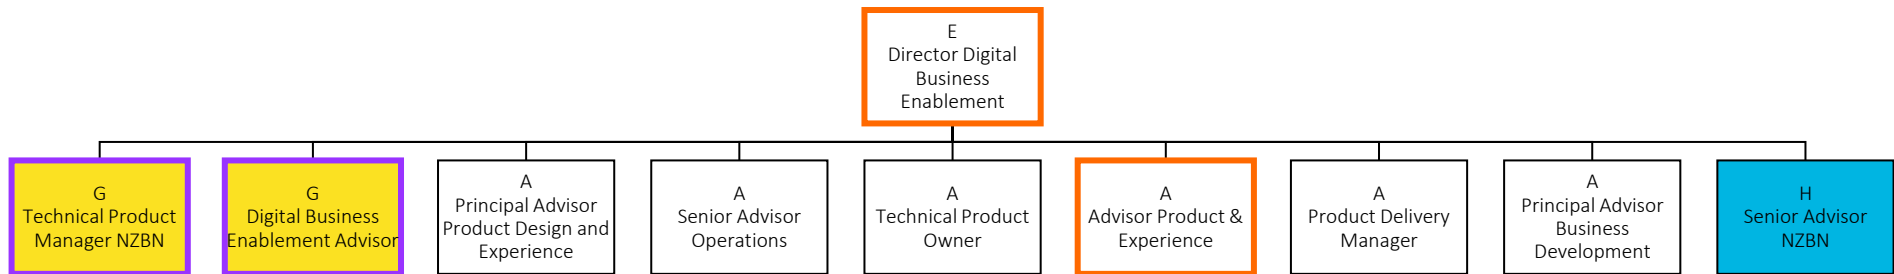 E
Director Digital
Business
Enablement
G
Technical Product
Manager NZBN
G
Digital Business
Enablement Advisor
A
Principal Advisor
Product Design and
Experience
A
Senior Advisor
Operations
A
Technical Product
Owner
A
Advisor Product &
Experience
A
Product Delivery
Manager
A
Principal Advisor
Business
Development
H
Senior Advisor
NZBN